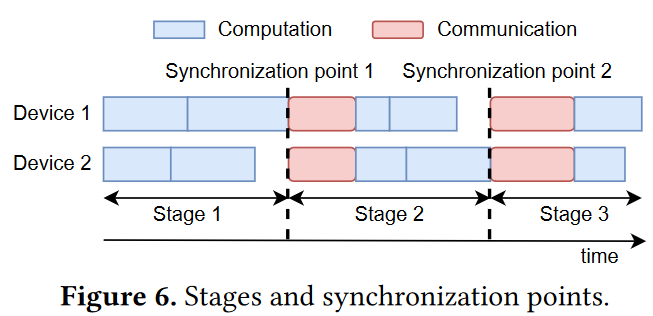 Computation Communication
Synchronization point 1 Synchronization point 2
Device 1
Device 2
Stage 1 Stage 2 Stage 3
time
Figure 6. Stages and synchronization points.